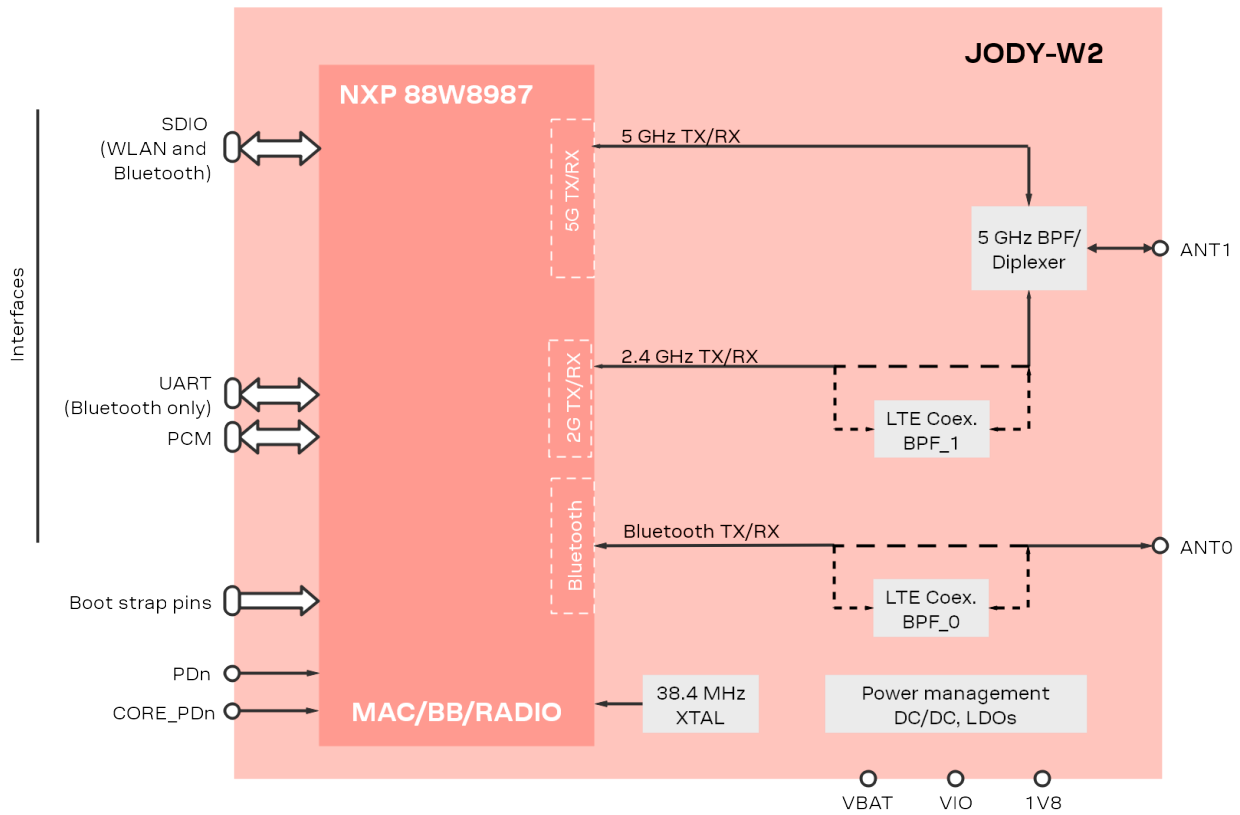 JODY-W2
NXP 88W8987
SDIO
(WLAN and
Bluetooth)
5 GHz TX/RX
5G TX/RX
5 GHz BPF/
Diplexer
ANT1
Interfaces
2.4 GHz TX/RX
2G TX/RX
UART
(Bluetooth only)
PCM
LTE Coex.
BPF_1
Bluetooth TX/RX
Bluetooth
ANT0
LTE Coex.
BPF_0
Boot strap pins
PDn
CORE_PDn
MAC/BB/RADIO
38.4 MHz
XTAL
Power management
DC/DC, LDOs
VBAT
VIO
1V8